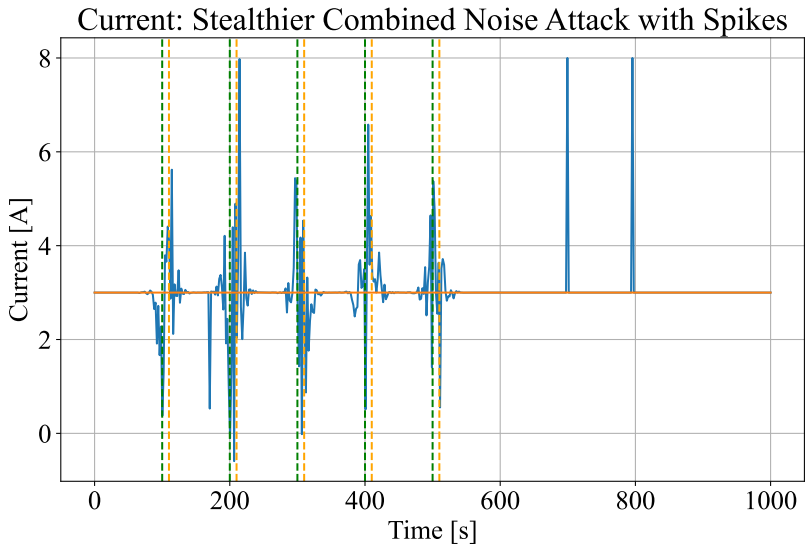 Current: Stealthier Combined Noise Attack with Spikes
8
6
4
2
0
Current [A]
0 200 400 600 800 1000
Time [s]